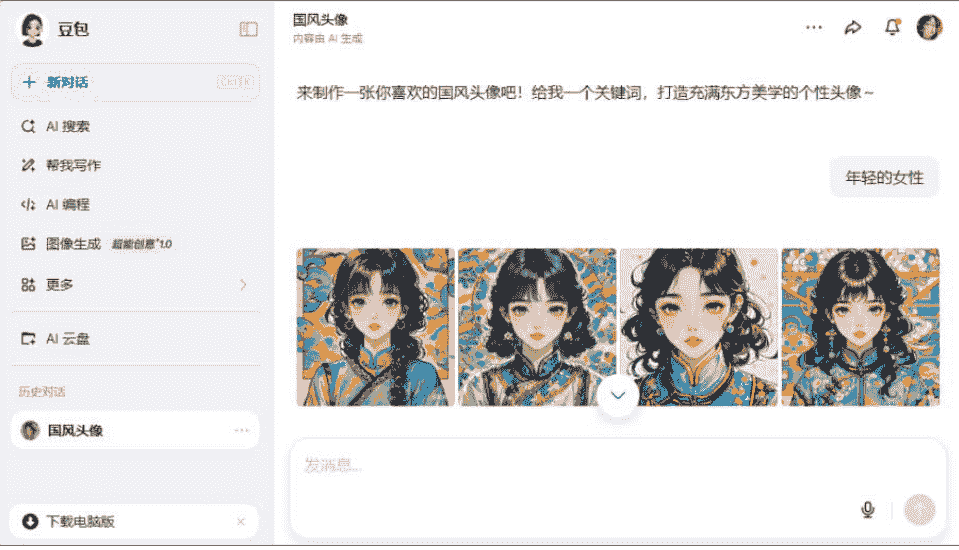 豆包
新对话
Ctrl K
AI 搜索
帮我写作
AI 编程
图像生成 超能创意1.0
更多
AI 云盘
历史对话
国风头像
下载电脑版
国风头像
内容由 AI 生成
来制作一张你喜欢的国风头像吧！给我一个关键词，打造充满东方美学的个性头像~
年轻的女性
发消息...